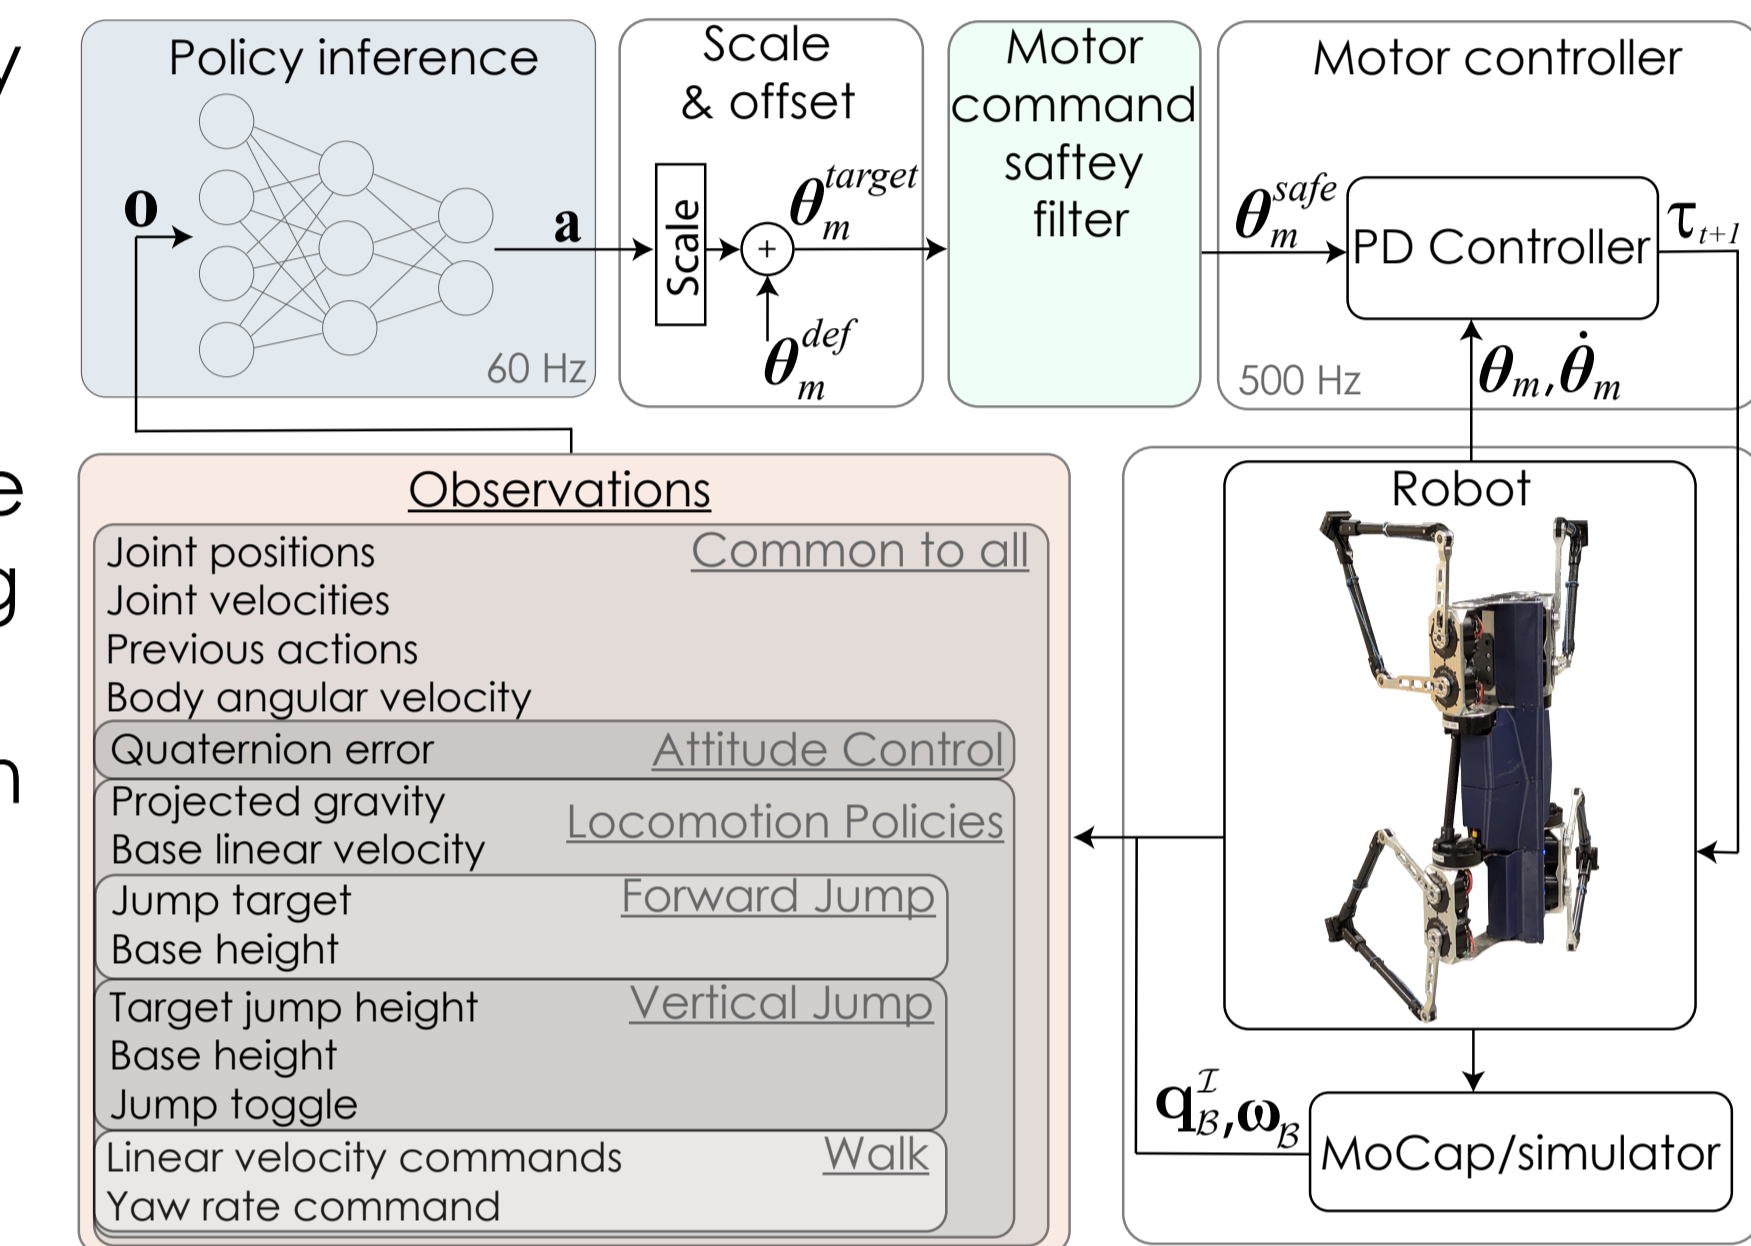 y
e
g
n
Policy inference
o
a
60 Hz
Scale
& offset
Scale
+
θ_m^target
θ_m^def
Motor
command
saftey
filter
Motor controller
θ_m^safe
PD Controller
τ_t+1
θ_m, θ̇_m
500 Hz
Observations
Joint positions
Common to all
Joint velocities
Previous actions
Body angular velocity
Quaternion error
Attitude Control
Projected gravity
Locomotion Policies
Base linear velocity
Jump target
Forward Jump
Base height
Target jump height
Vertical Jump
Base height
Jump toggle
Linear velocity commands
Walk
Yaw rate command
Robot
q_B^I, ω_B
MoCap/simulator